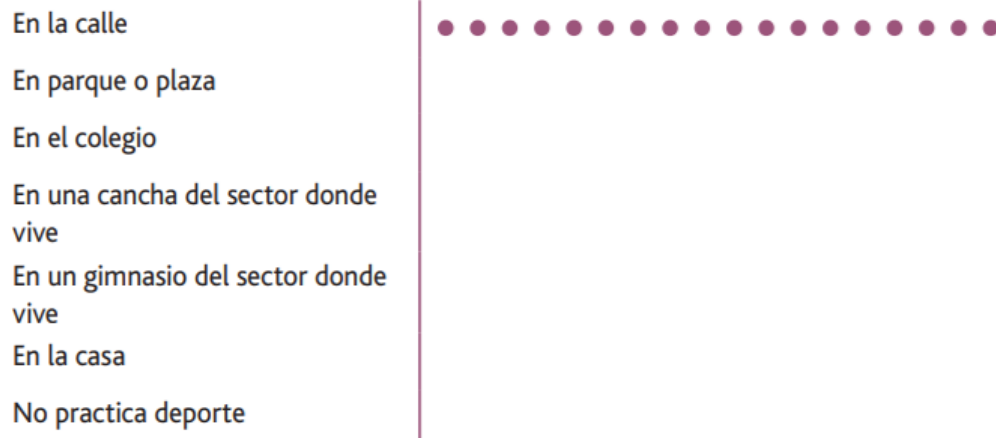 En la calle
En parque o plaza
En el colegio
En una cancha del sector donde
vive
En un gimnasio del sector donde
vive
En la casa
No practica deporte